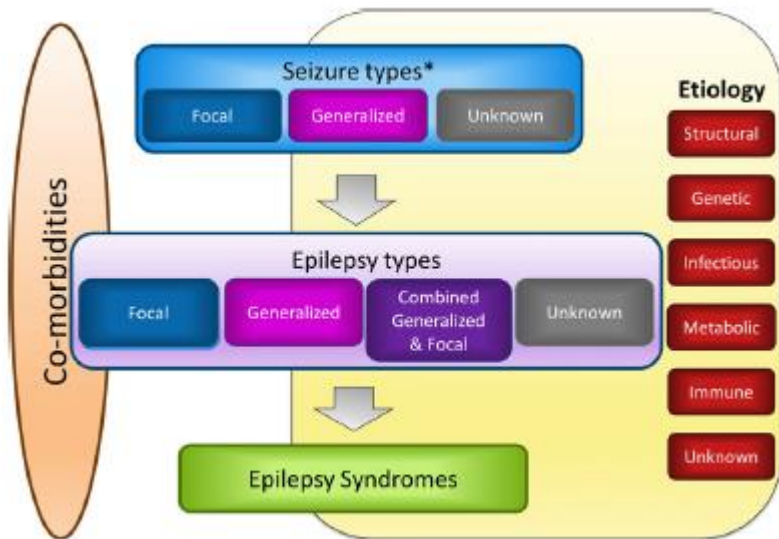 Co-morbidities
Seizure types*
Focal
Generalized
Unknown
Epilepsy types
Focal
Generalized
Combined
Generalized
& Focal
Unknown
Epilepsy Syndromes
Etiology
Structural
Genetic
Infectious
Metabolic
Immune
Unknown